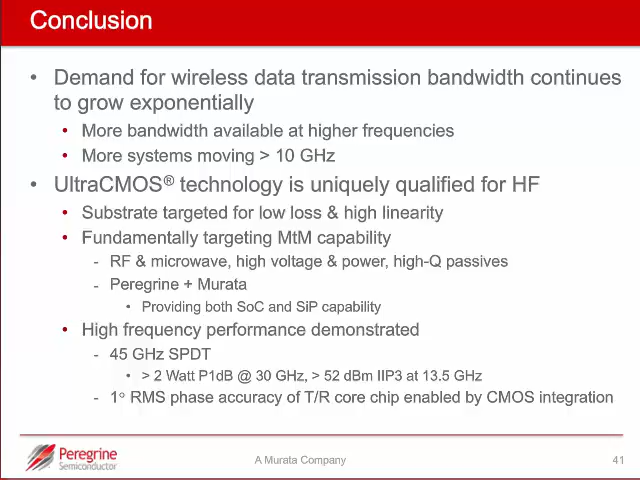 Conclusion
• Demand for wireless data transmission bandwidth continues
to grow exponentially
• More bandwidth available at higher frequencies
• More systems moving > 10 GHz
• UltraCMOS® technology is uniquely qualified for HF
• Substrate targeted for low loss & high linearity
• Fundamentally targeting MtM capability
- RF & microwave, high voltage & power, high-Q passives
- Peregrine + Murata
• Providing both SoC and SiP capability
• High frequency performance demonstrated
- 45 GHz SPDT
• > 2 Watt P1dB @ 30 GHz, > 52 dBm IIP3 at 13.5 GHz
- 1° RMS phase accuracy of T/R core chip enabled by CMOS integration
Peregrine
Semiconductor
A Murata Company
41